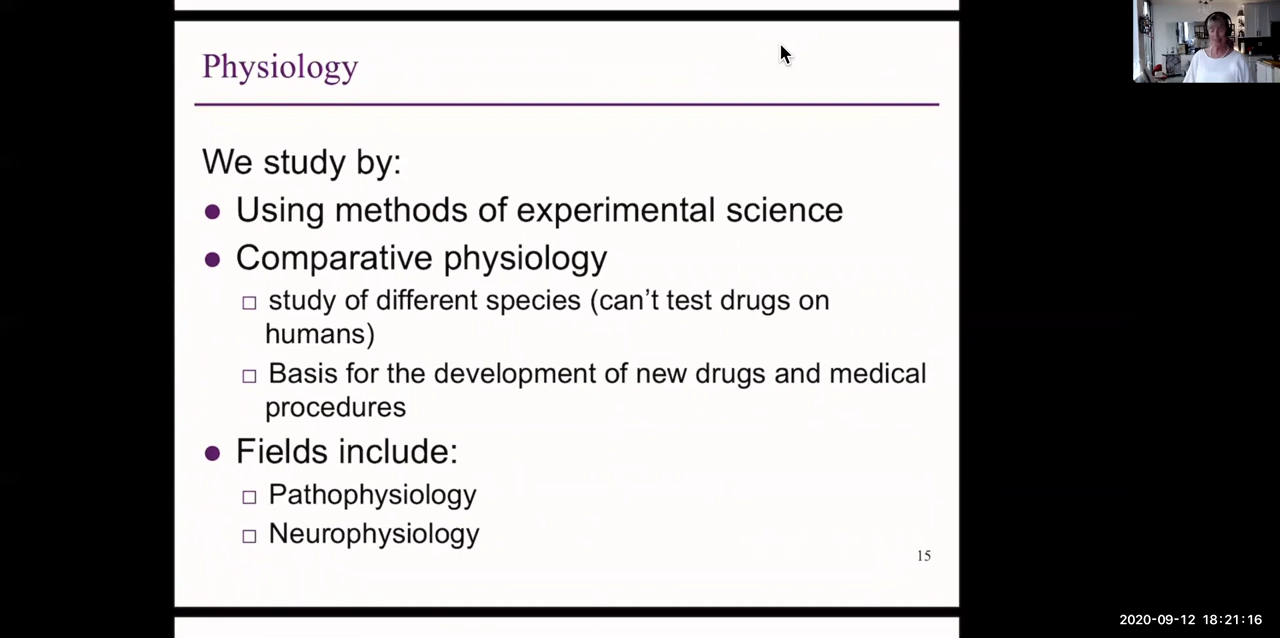 Physiology
We study by:
● Using methods of experimental science
● Comparative physiology
□ study of different species (can't test drugs on
humans)
□ Basis for the development of new drugs and medical
procedures
● Fields include:
□ Pathophysiology
□ Neurophysiology
15
2020-09-12 18:21:16